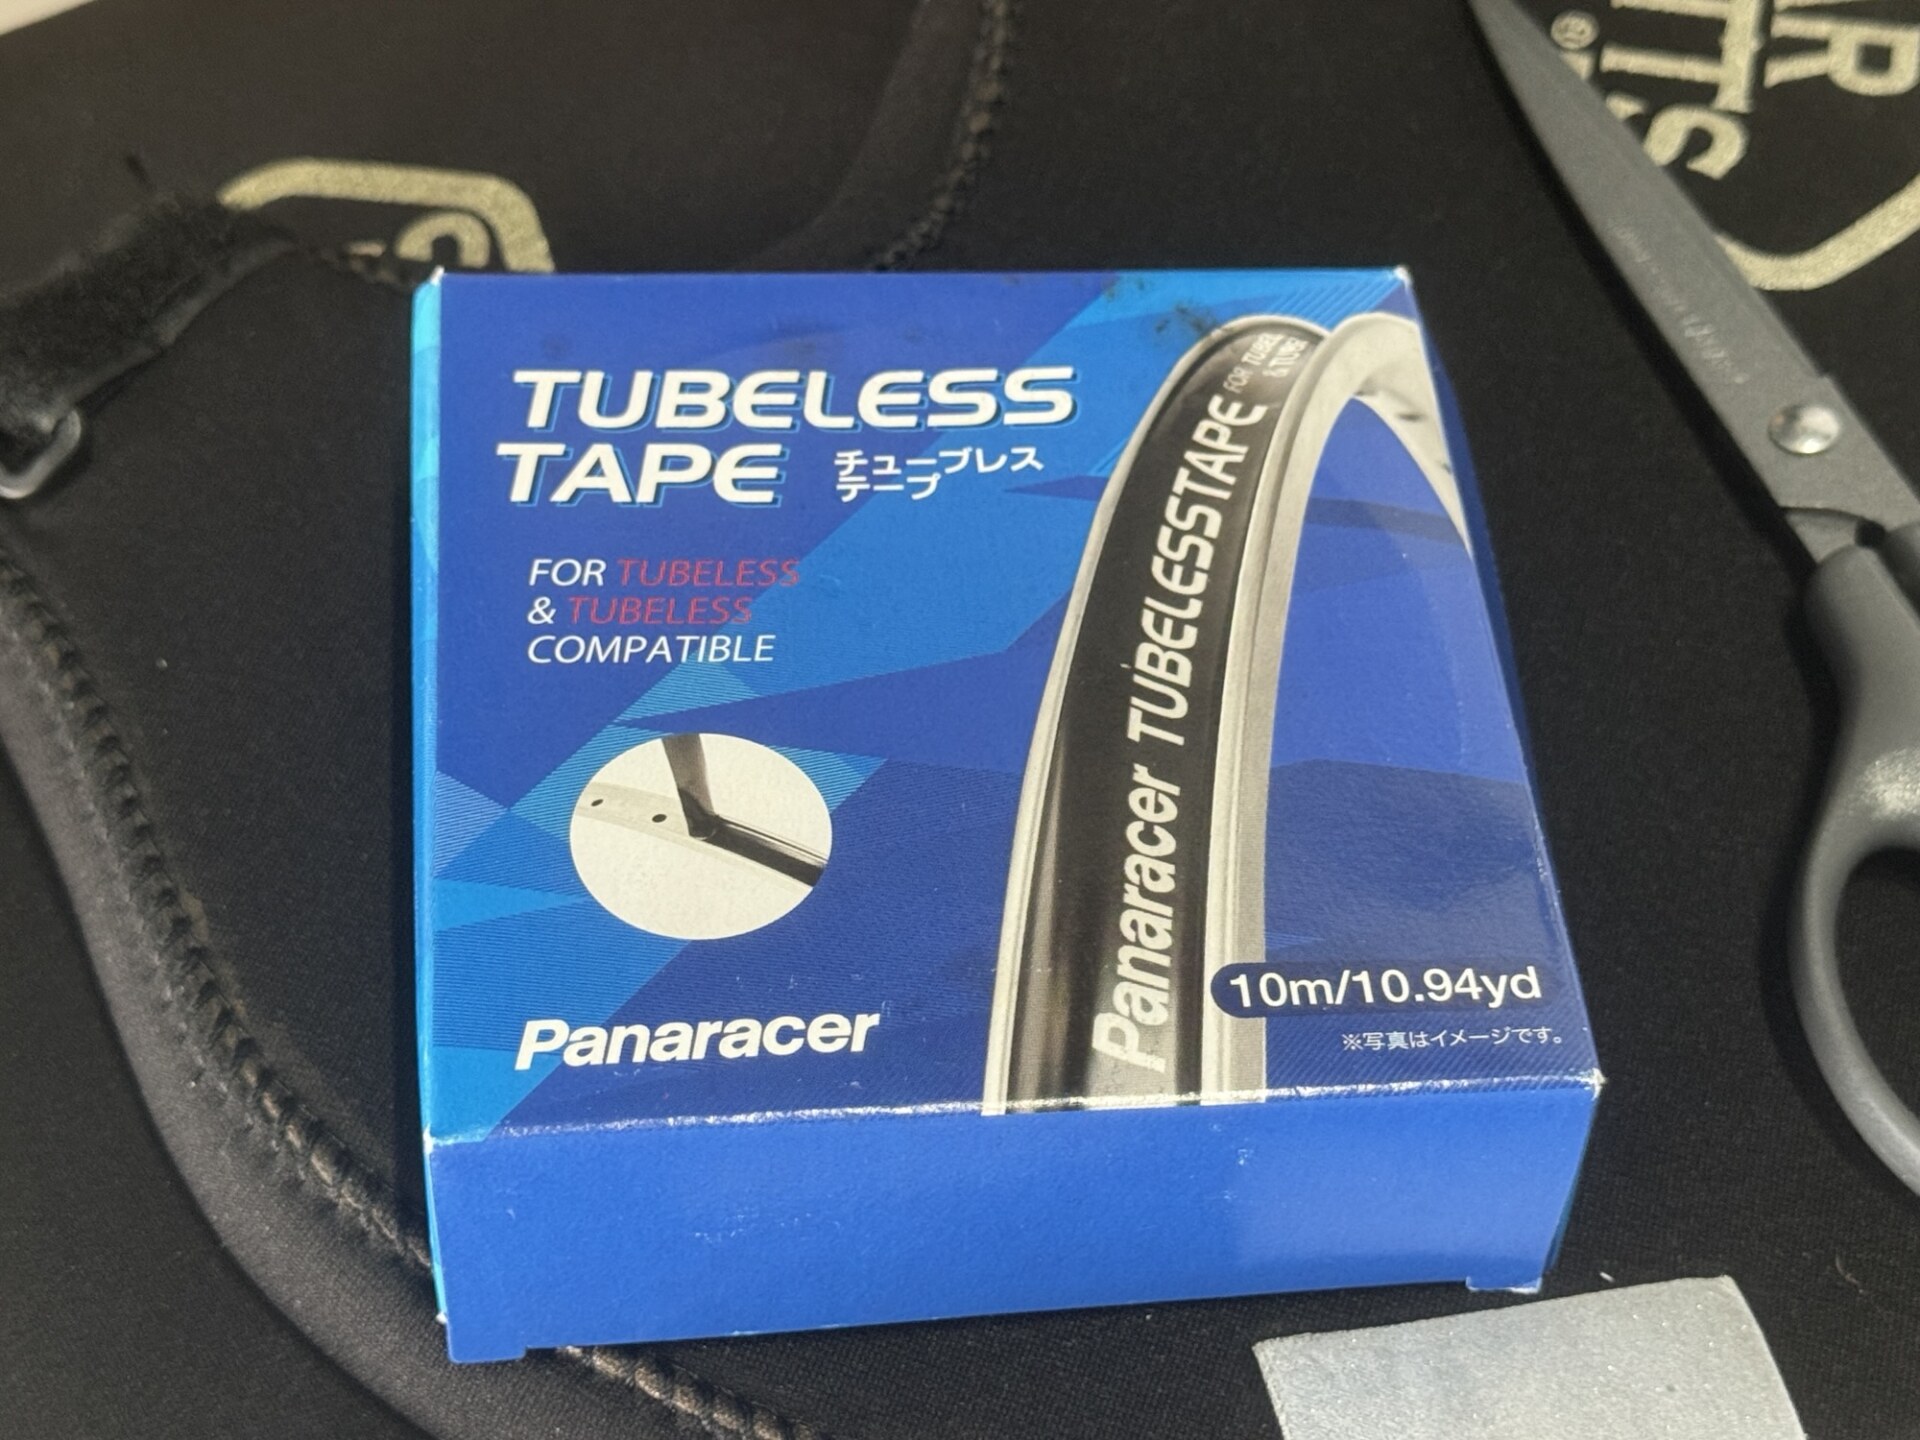 TUBELESS
TAPE
チューブレス
テープ
FOR TUBELESS
& TUBELESS
COMPATIBLE
Panaracer TUBELESSTAPE FOR
Panaracer
10m/10.94yd
※写真はイメージです。